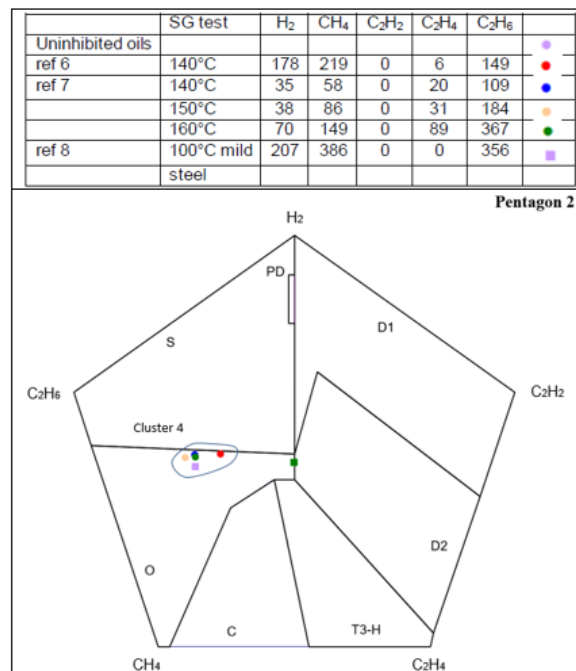 SG test H₂ CH₄ C₂H₂ C₂H₄ C₂H₆
Uninhibited oils
ref 6 140°C 178 219 0 6 149
ref 7 140°C 35 58 0 20 109
150°C 38 86 0 31 184
160°C 70 149 89 0 367
ref 8 100°C mild 207 386 0 0 356
steel
Pentagon 2
H₂
PD
D1
S
C₂H₆
C₂H₂
Cluster 4
D2
O
C
T3-H
CH₄
C₂H₄